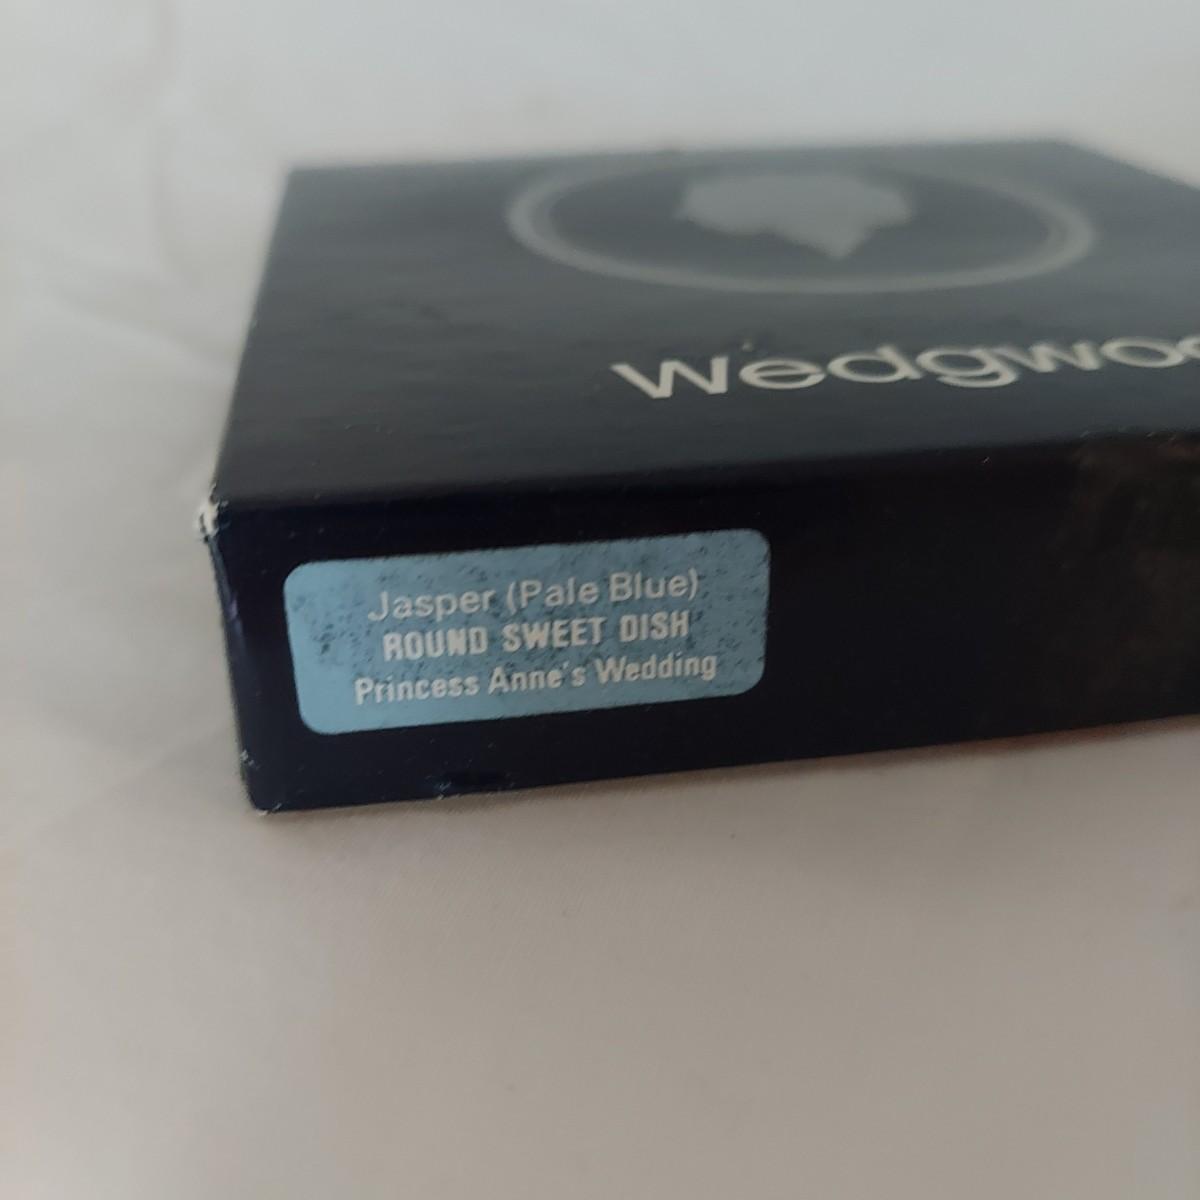 Wedgwoo
Jasper (Pale Blue)
ROUND SWEET DISH
Princess Anne's Wedding